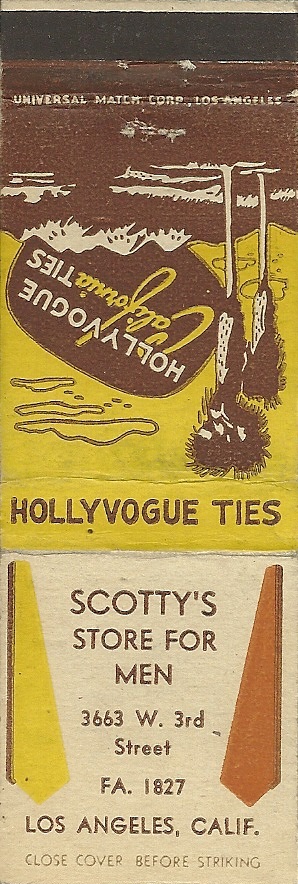 UNIVERSAL MATCH CORP., LOS ANGELES
HOLLYVOGUE
California
TIES
HOLLYVOGUE TIES
SCOTTY'S
STORE FOR
MEN
3663 W. 3rd
Street
FA. 1827
LOS ANGELES, CALIF.
CLOSE COVER BEFORE STRIKING